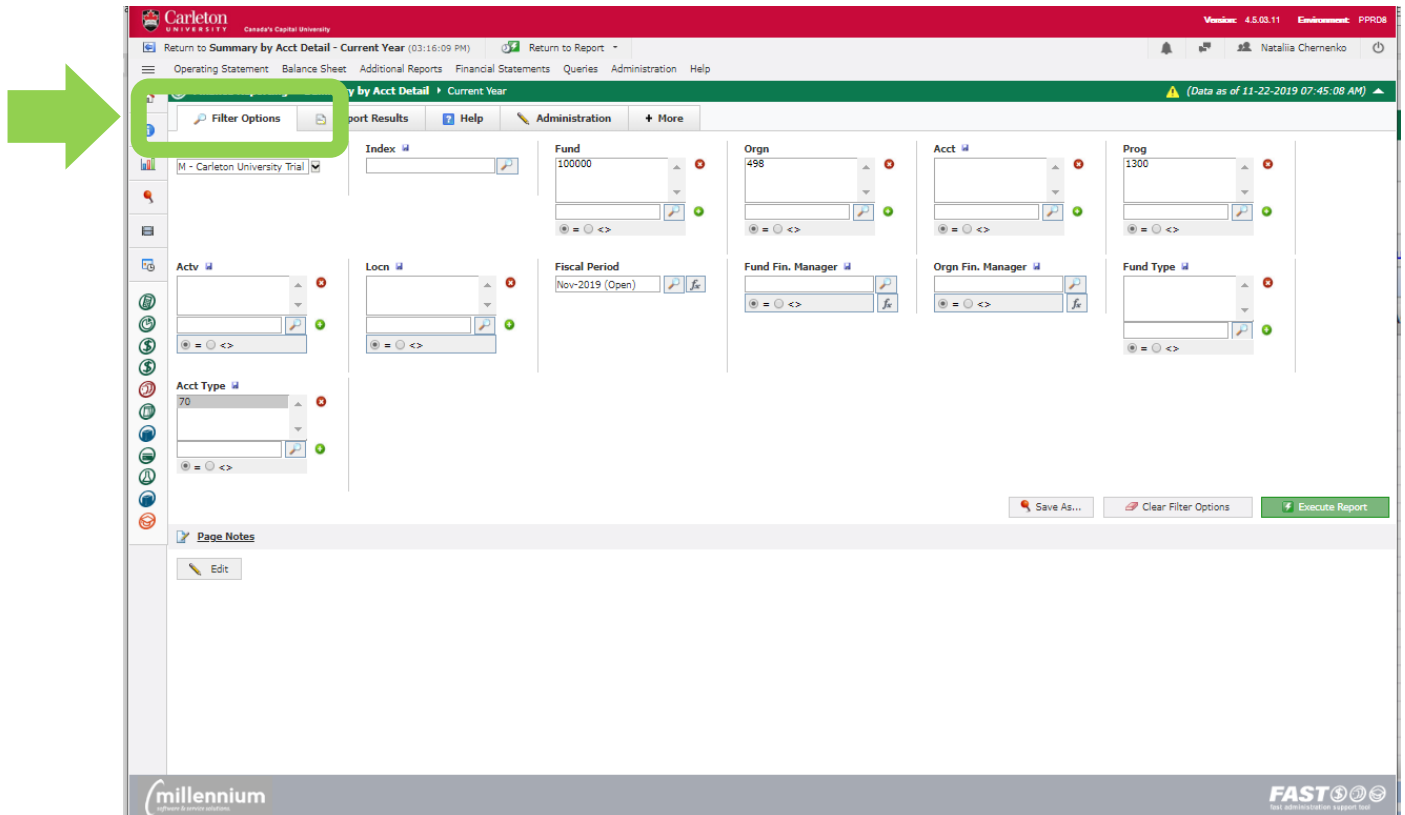 Carleton
UNIVERSITY Canada's Capital University
Version: 4.5.03.11 Environment: PPRD8
Return to Summary by Acct Detail - Current Year (03:16:09 PM) Return to Report
Nataliia Chernenko
Operating Statement Balance Sheet Additional Reports Financial Statements Queries Administration Help
y by Acct Detail Current Year (Data as of 11-22-2019 07:45:08 AM)
Filter Options port Results ? Help Administration + More
Index Fund Orgn Acct Prog
M - Carleton University Trial 100000 498 1300
= <> = <> = <> = <>
Actv Locn Fiscal Period Fund Fin. Manager Orgn Fin. Manager Fund Type
Nov-2019 (Open) fx
= <> fx = <> fx
= <> = <> = <>
Acct Type
70
= <>
Save As... Clear Filter Options Execute Report
Page Notes
Edit
millennium
software & service solutions
FAST
fast administration support tool